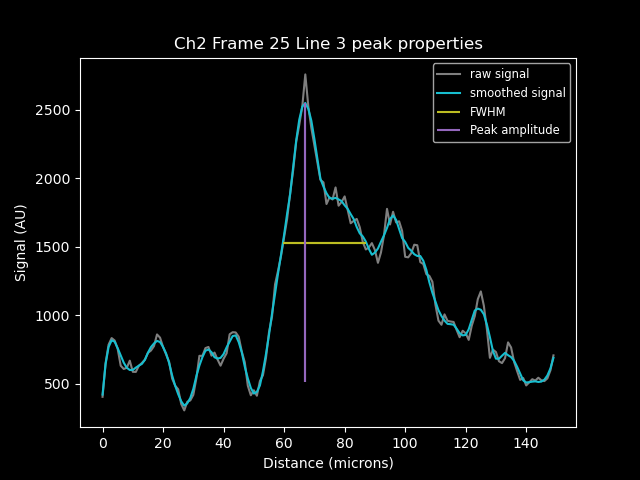 Ch2 Frame 25 Line 3 peak properties
raw signal
smoothed signal
FWHM
Peak amplitude
Signal (AU)
2500
2000
1500
1000
500
0 20 40 60 80 100 120 140
Distance (microns)